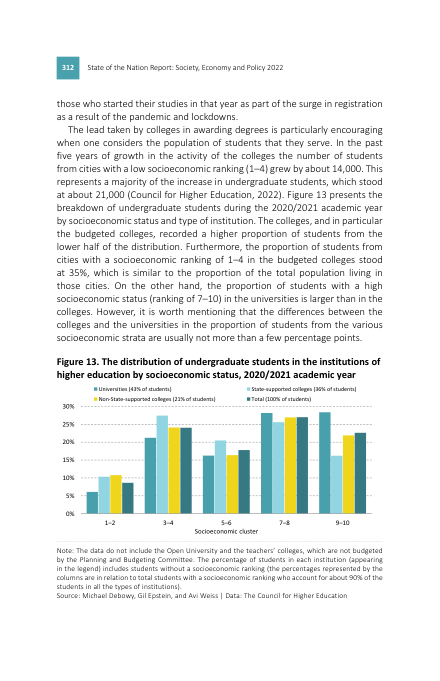 312
State of the Nation Report: Society, Economy and Policy 2022
those who started their studies in that year as part of the surge in registration
as a result of the pandemic and lockdowns.
The lead taken by colleges in awarding degrees is particularly encouraging
when one considers the population of students that they serve. In the past
five years of growth in the activity of the colleges the number of students
from cities with a low socioeconomic ranking (1–4) grew by about 14,000. This
represents a majority of the increase in undergraduate students, which stood
at about 21,000 (Council for Higher Education, 2022). Figure 13 presents the
breakdown of undergraduate students during the 2020/2021 academic year
by socioeconomic status and type of institution. The colleges, and in particular
the budgeted colleges, recorded a higher proportion of students from the
lower half of the distribution. Furthermore, the proportion of students from
cities with a socioeconomic ranking of 1–4 in the budgeted colleges stood
at 35%, which is similar to the proportion of the total population living in
those cities. On the other hand, the proportion of students with a high
socioeconomic status (ranking of 7–10) in the universities is larger than in the
colleges. However, it is worth mentioning that the differences between the
colleges and the universities in the proportion of students from the various
socioeconomic strata are usually not more than a few percentage points.
Figure 13. The distribution of undergraduate students in the institutions of
higher education by socioeconomic status, 2020/2021 academic year
Universities (43% of students)
State-supported colleges (36% of students)
Non-State-supported colleges (21% of students)
Total (100% of students)
30%
25%
20%
15%
10%
5%
0%
1–2
3–4
5–6
7–8
9–10
Socioeconomic cluster
Note: The data do not include the Open University and the teachers' colleges, which are not budgeted
by the Planning and Budgeting Committee. The percentage of students in each institution (appearing
in the legend) includes students without a socioeconomic ranking (the percentages represented by the
columns are in relation to total students with a socioeconomic ranking who account for about 90% of the
students in all the types of institutions).
Source: Michael Debowy, Gil Epstein, and Avi Weiss | Data: The Council for Higher Education